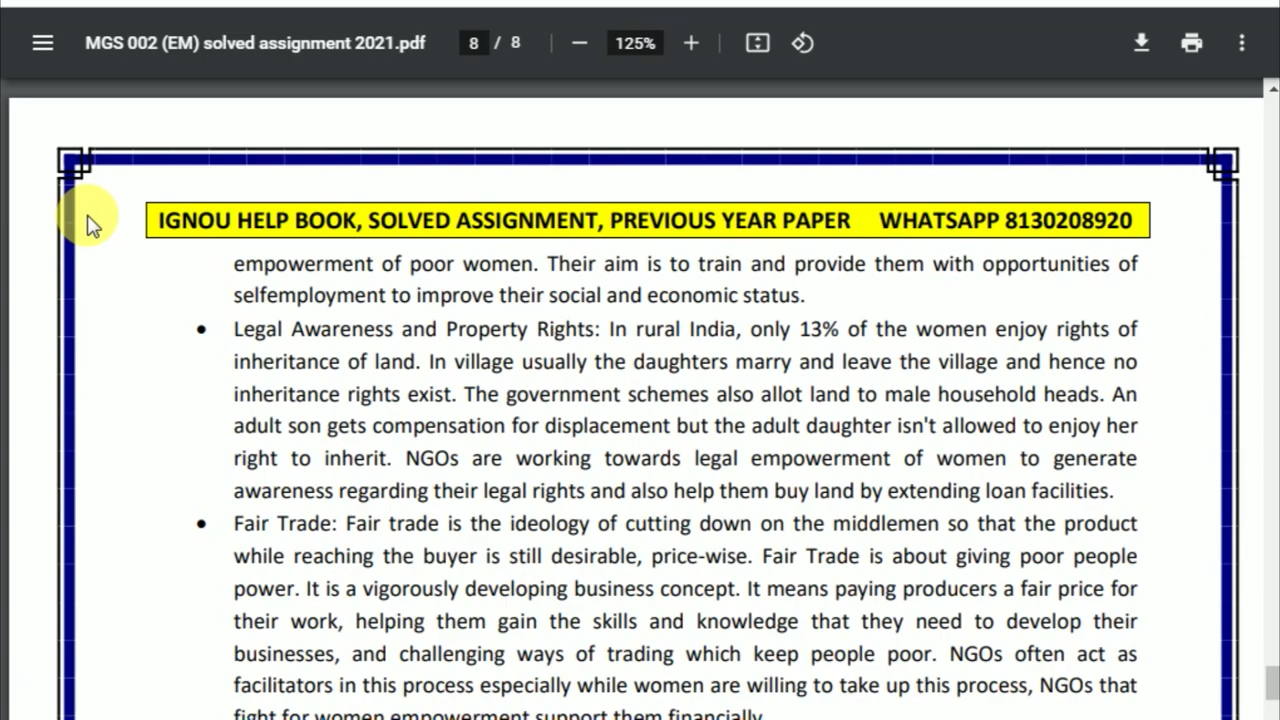 MGS 002 (EM) solved assignment 2021.pdf 8 / 8 125%
IGNOU HELP BOOK, SOLVED ASSIGNMENT, PREVIOUS YEAR PAPER WHATSAPP 8130208920
empowerment of poor women. Their aim is to train and provide them with opportunities of
selfemployment to improve their social and economic status.
• Legal Awareness and Property Rights: In rural India, only 13% of the women enjoy rights of
inheritance of land. In village usually the daughters marry and leave the village and hence no
inheritance rights exist. The government schemes also allot land to male household heads. An
adult son gets compensation for displacement but the adult daughter isn't allowed to enjoy her
right to inherit. NGOs are working towards legal empowerment of women to generate
awareness regarding their legal rights and also help them buy land by extending loan facilities.
• Fair Trade: Fair trade is the ideology of cutting down on the middlemen so that the product
while reaching the buyer is still desirable, price-wise. Fair Trade is about giving poor people
power. It is a vigorously developing business concept. It means paying producers a fair price for
their work, helping them gain the skills and knowledge that they need to develop their
businesses, and challenging ways of trading which keep people poor. NGOs often act as
facilitators in this process especially while women are willing to take up this process, NGOs that
fight for women empowerment support them financially.